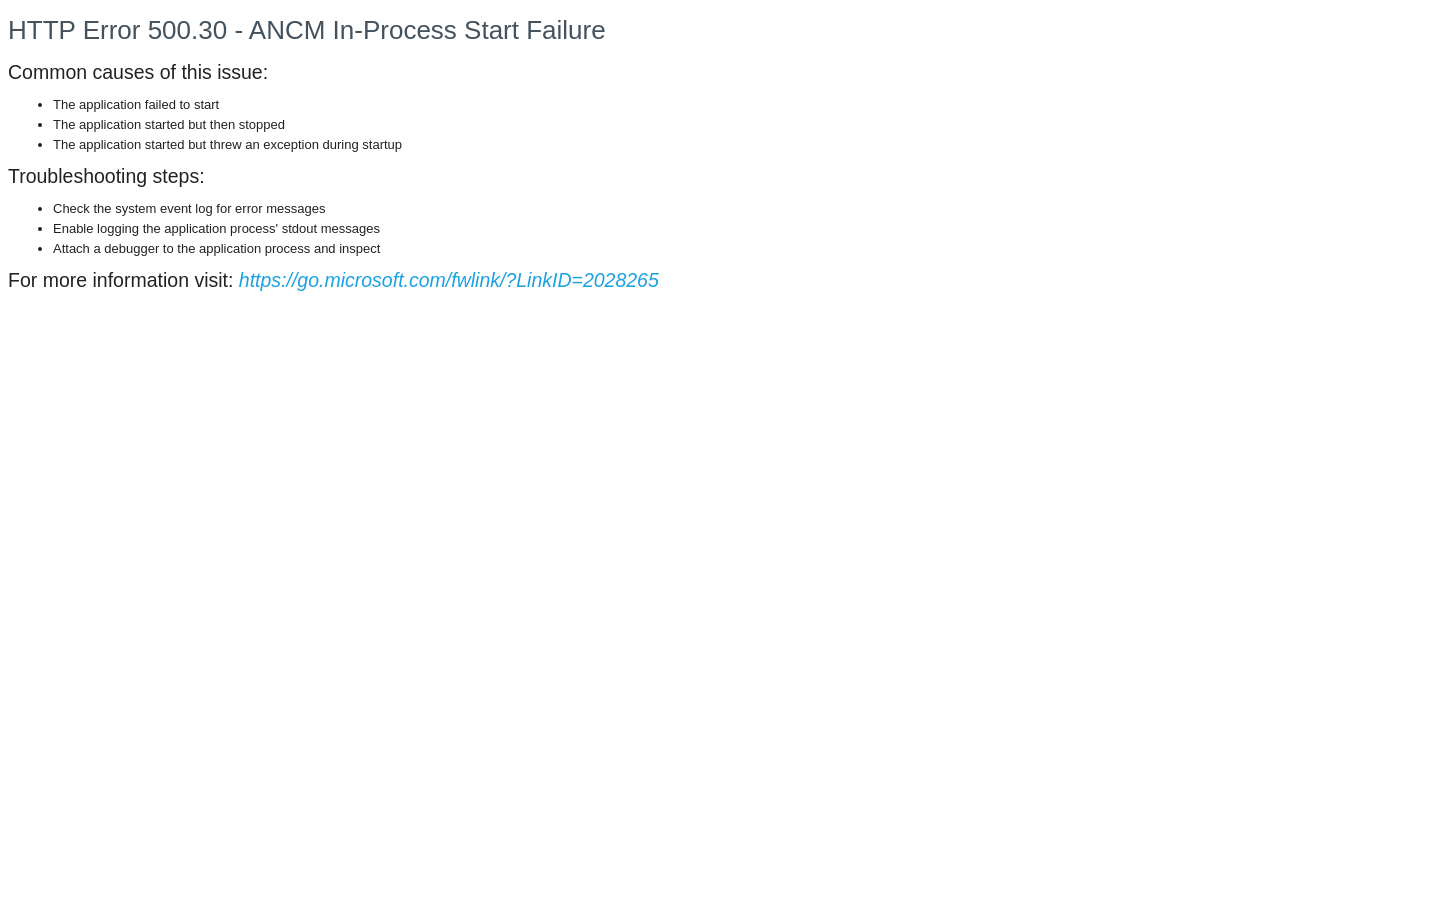 HTTP Error 500.30 - ANCM In-Process Start Failure
Common causes of this issue:
The application failed to start
The application started but then stopped
The application started but threw an exception during startup
Troubleshooting steps:
Check the system event log for error messages
Enable logging the application process' stdout messages
Attach a debugger to the application process and inspect
For more information visit: https://go.microsoft.com/fwlink/?LinkID=2028265